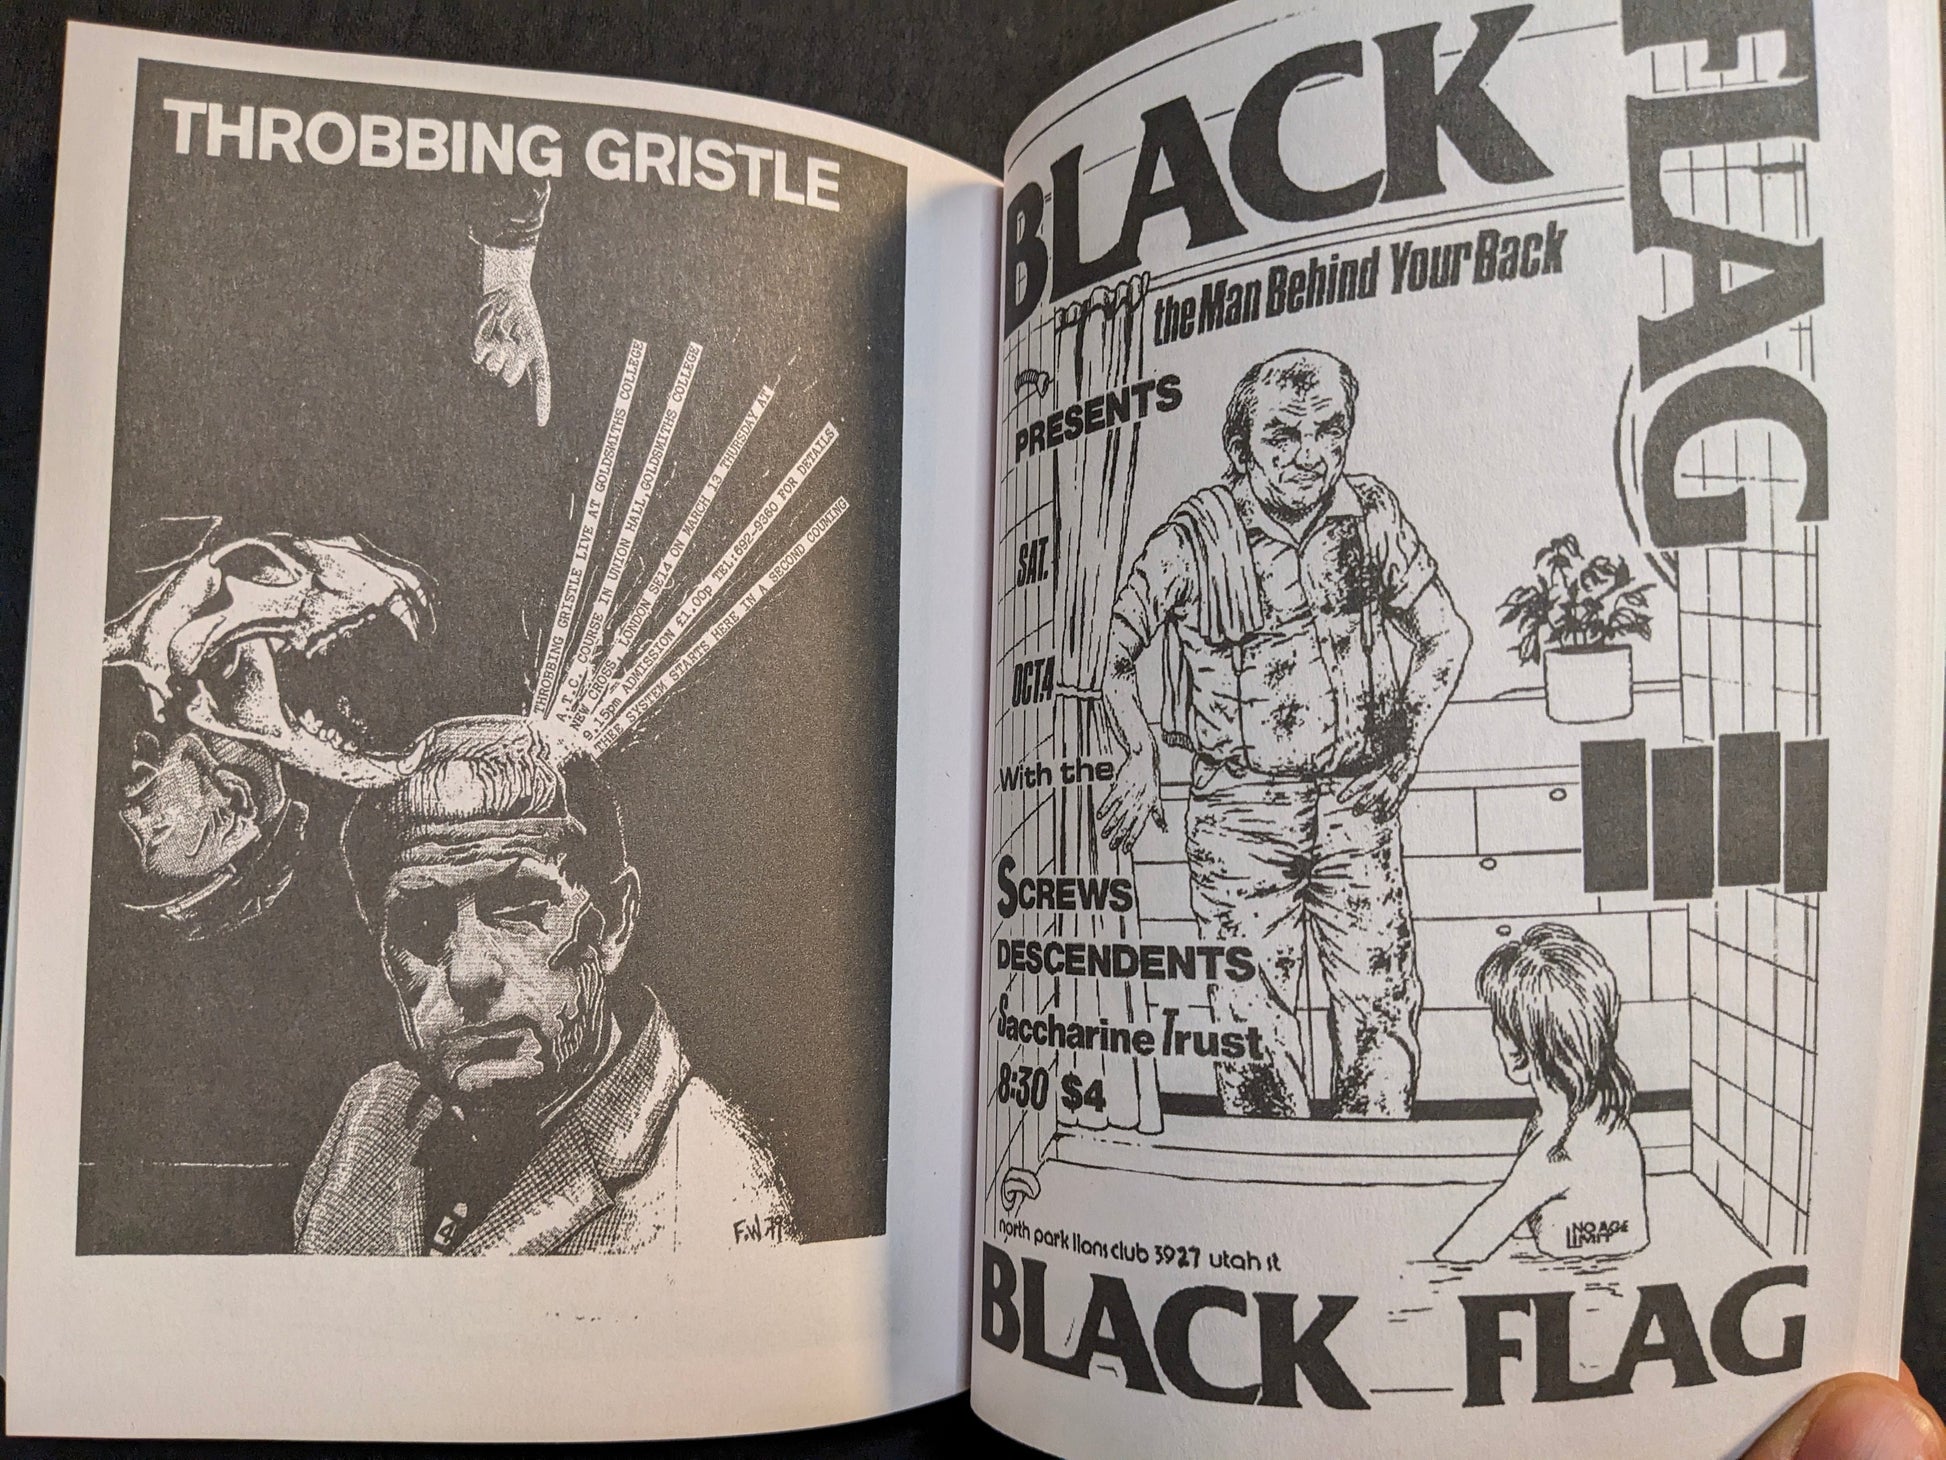 THROBBING GRISTLE
THROBBING GRISTLE LIVE AT GOLDSMITHS COLLEGE
A.T.C. COURGE IN UNION HALL, GOLDSMITHS COLLEGE
NEW CROSS LONDON SE14 ON MARCH 13 THURSDAY AT
9.15pm ADMISSION £1.00p TEL:692-9360 FOR DETAILS
THE SYSTEM STARTS HERE IN A SECOND COUMING
4
F.W.79
BLACK
FLAG
the Man Behind Your Back
PRESENTS
SAT.
OCT.4
With the
SCREWS
DESCENDENTS
Saccharine Trust
8:30 $4
NO AGE
LIMIT
north park lions club 3927 utah st
BLACK FLAG